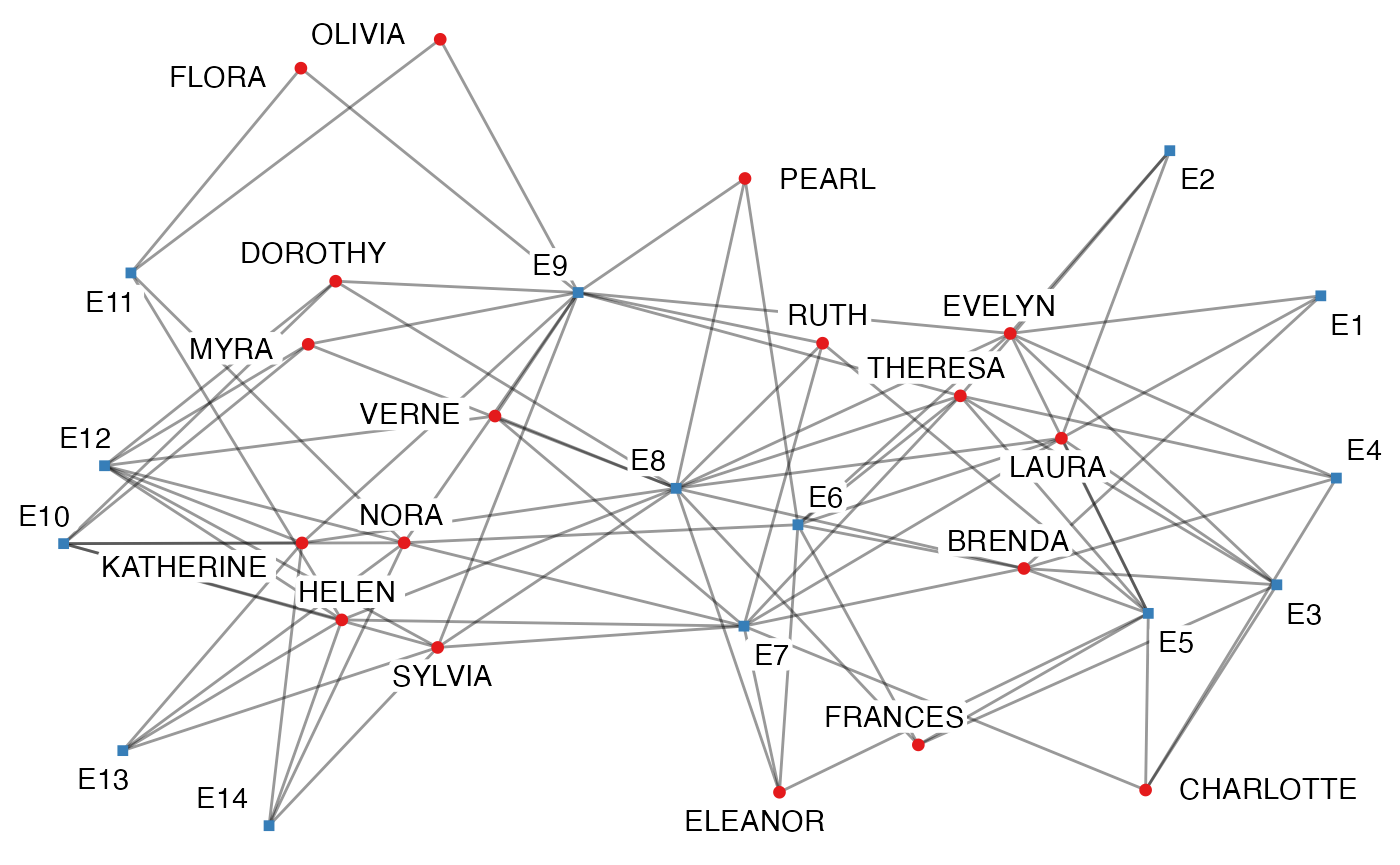 OLIVIA
FLORA
E2
PEARL
DOROTHY
E9
E11
EVELYN
RUTH
E1
MYRA
THERESA
VERNE
E12
E8
E4
LAURA
E6
E10
NORA
BRENDA
KATHERINE
HELEN
E3
E5
E7
SYLVIA
FRANCES
E13
CHARLOTTE
E14
ELEANOR